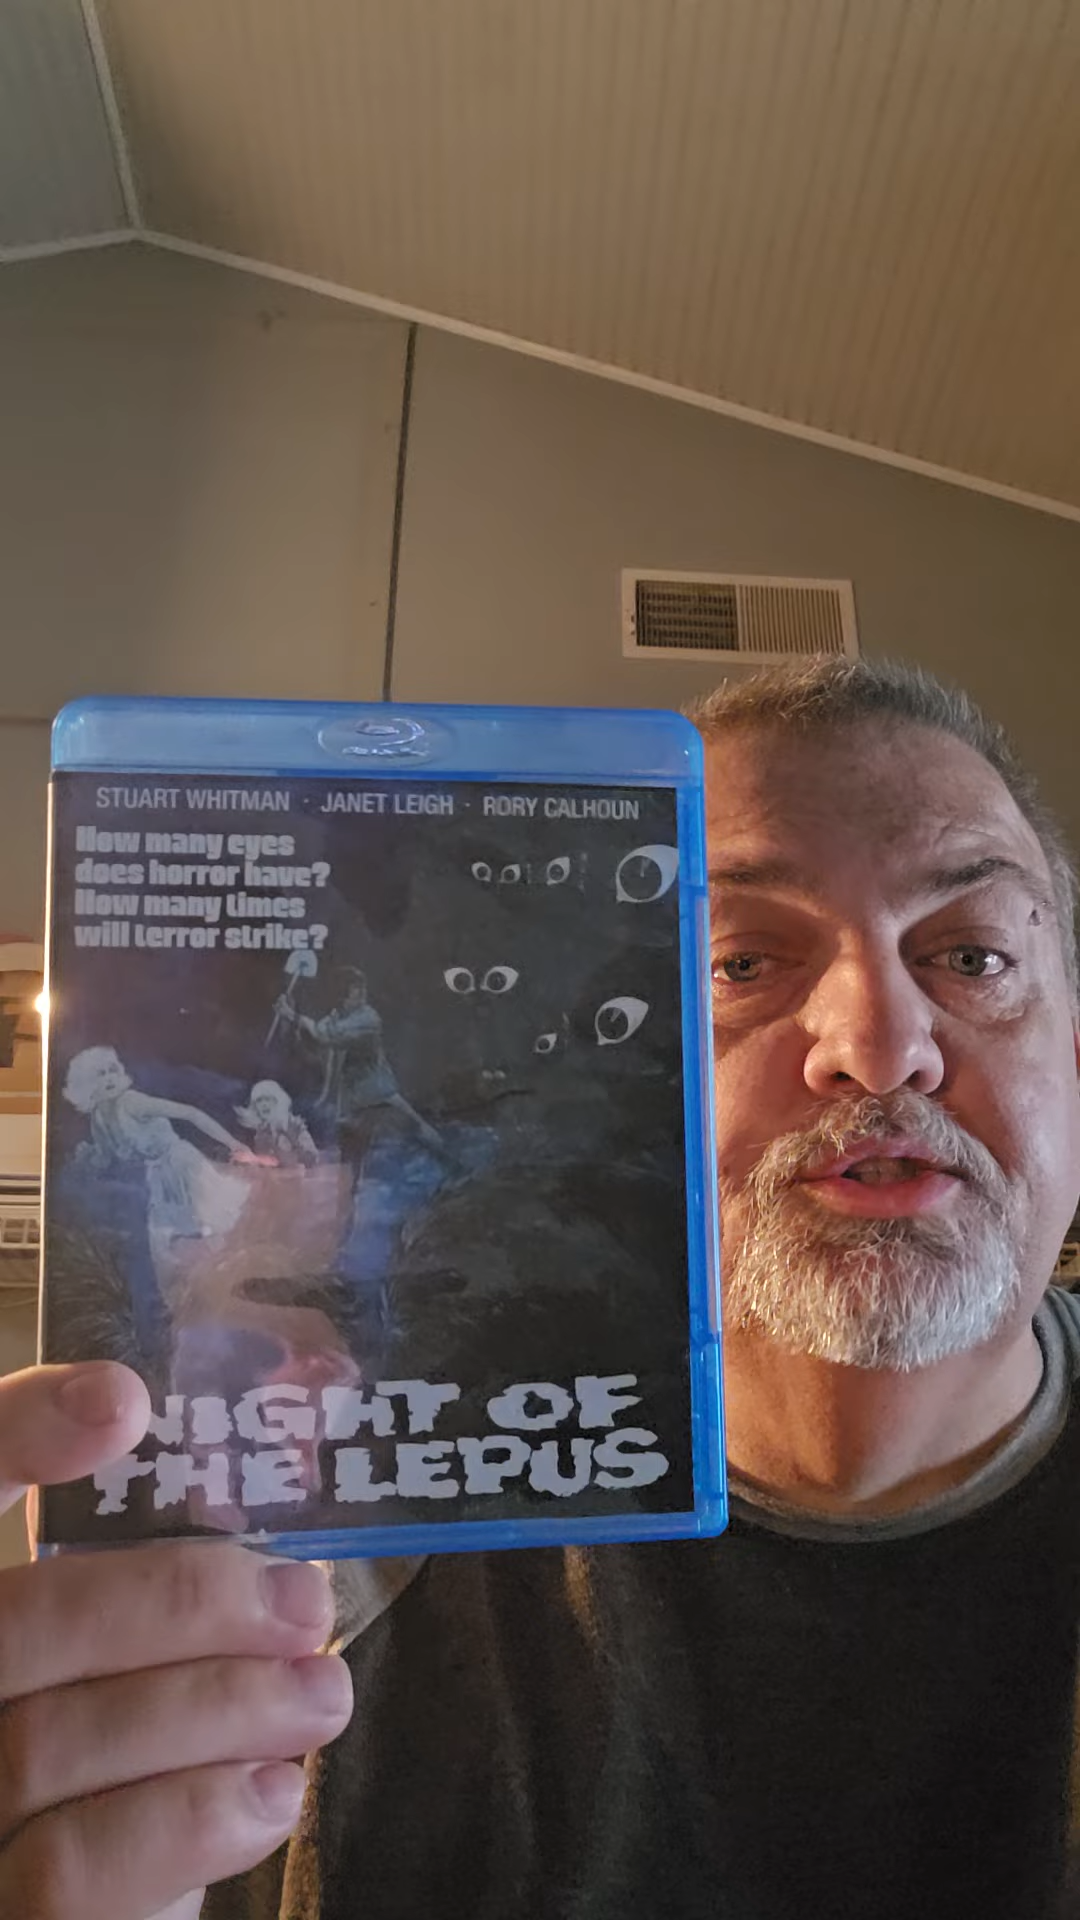 STUART WHITMAN · JANET LEIGH · RORY CALHOUN
How many eyes
does horror have?
How many times
will terror strike?
NIGHT OF
THE LEPUS